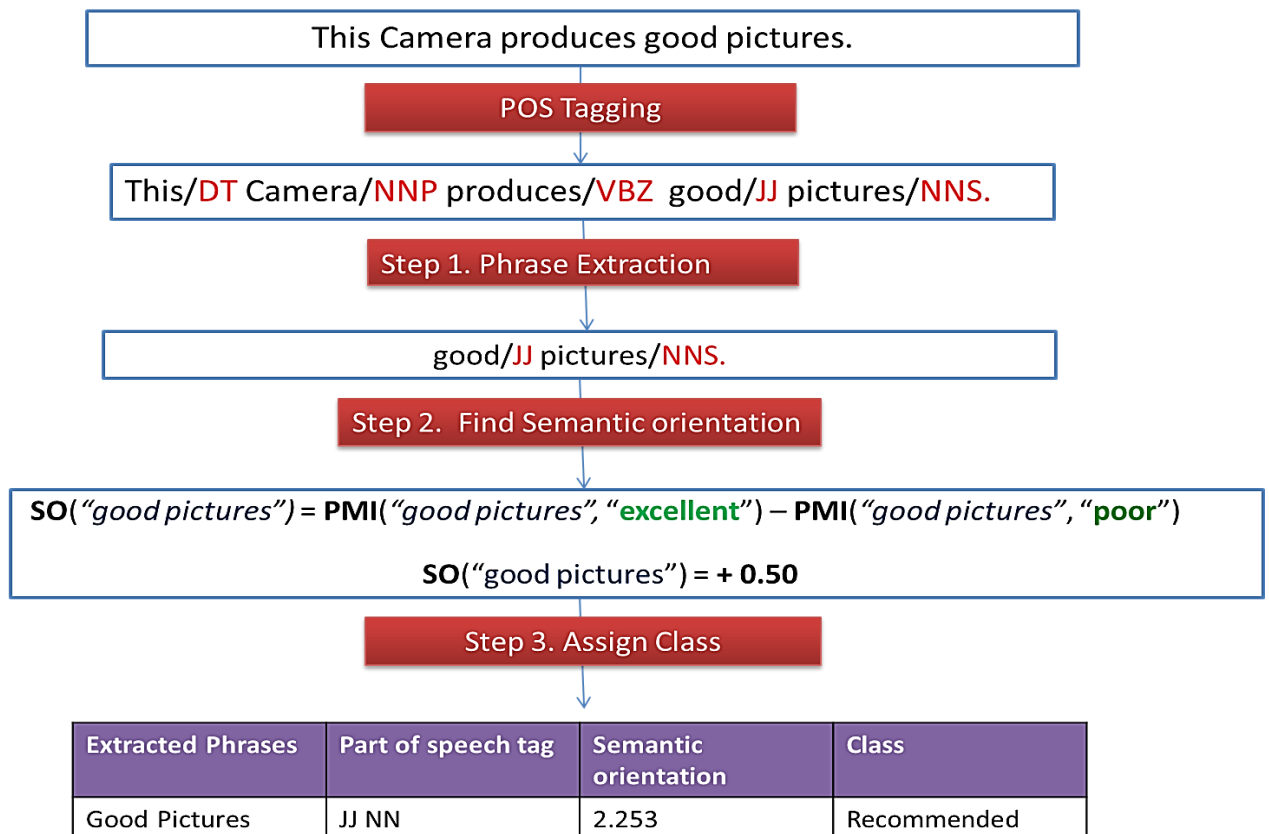 This Camera produces good pictures.
POS Tagging
This/DT Camera/NNP produces/VBZ good/JJ pictures/NNS.
Step 1. Phrase Extraction
good/JJ pictures/NNS.
Step 2. Find Semantic orientation
SO(“good pictures”) = PMI(“good pictures”, “excellent”) – PMI(“good pictures”, “poor”)
SO(“good pictures”) = + 0.50
Step 3. Assign Class
Extracted Phrases Part of speech tag Semantic orientation Class
Good Pictures JJ NN 2.253 Recommended